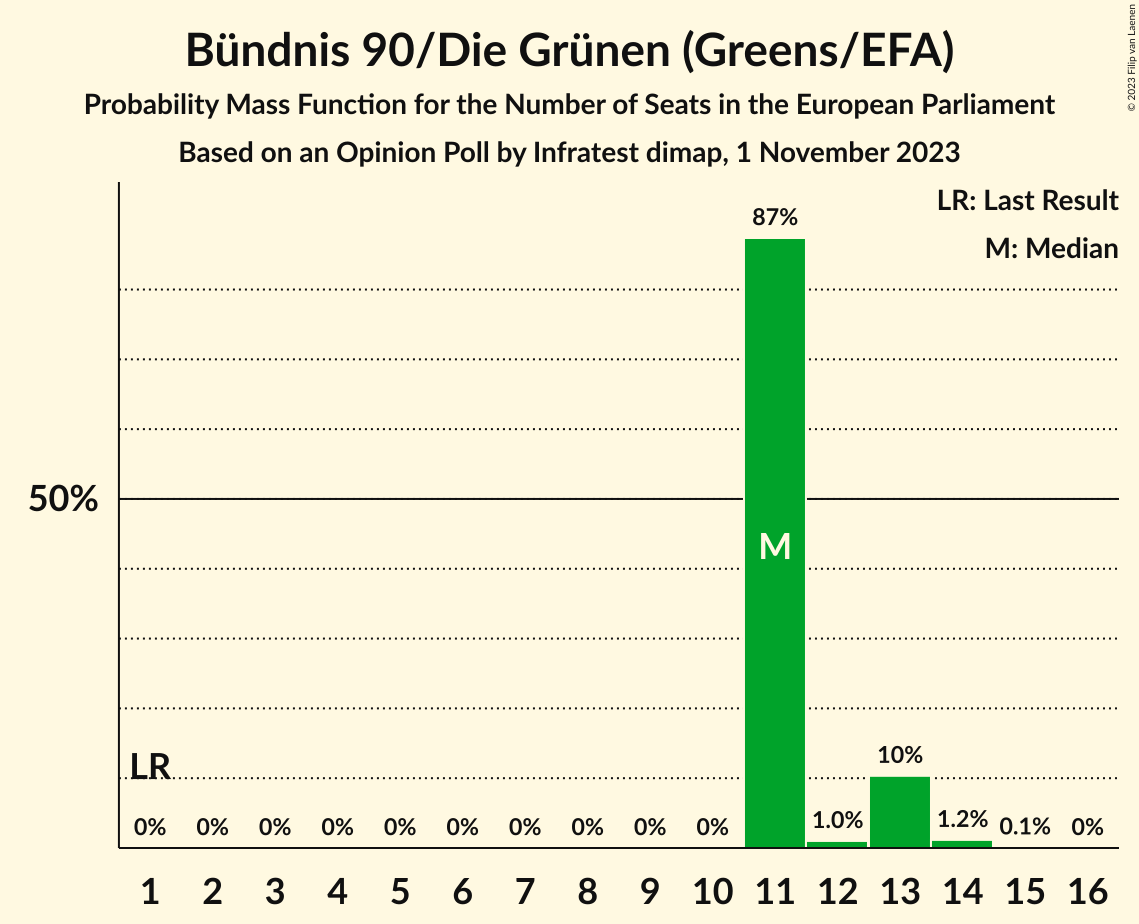 Bündnis 90/Die Grünen (Greens/EFA)
Probability Mass Function for the Number of Seats in the European Parliament
Based on an Opinion Poll by Infratest dimap, 1 November 2023
© 2023 Filip van Laenen
LR: Last Result
M: Median
87%
50%
M
LR
10%
0% 0% 0% 0% 0% 0% 0% 0% 0% 0% 1.0% 1.2% 0.1% 0%
1 2 3 4 5 6 7 8 9 10 11 12 13 14 15 16